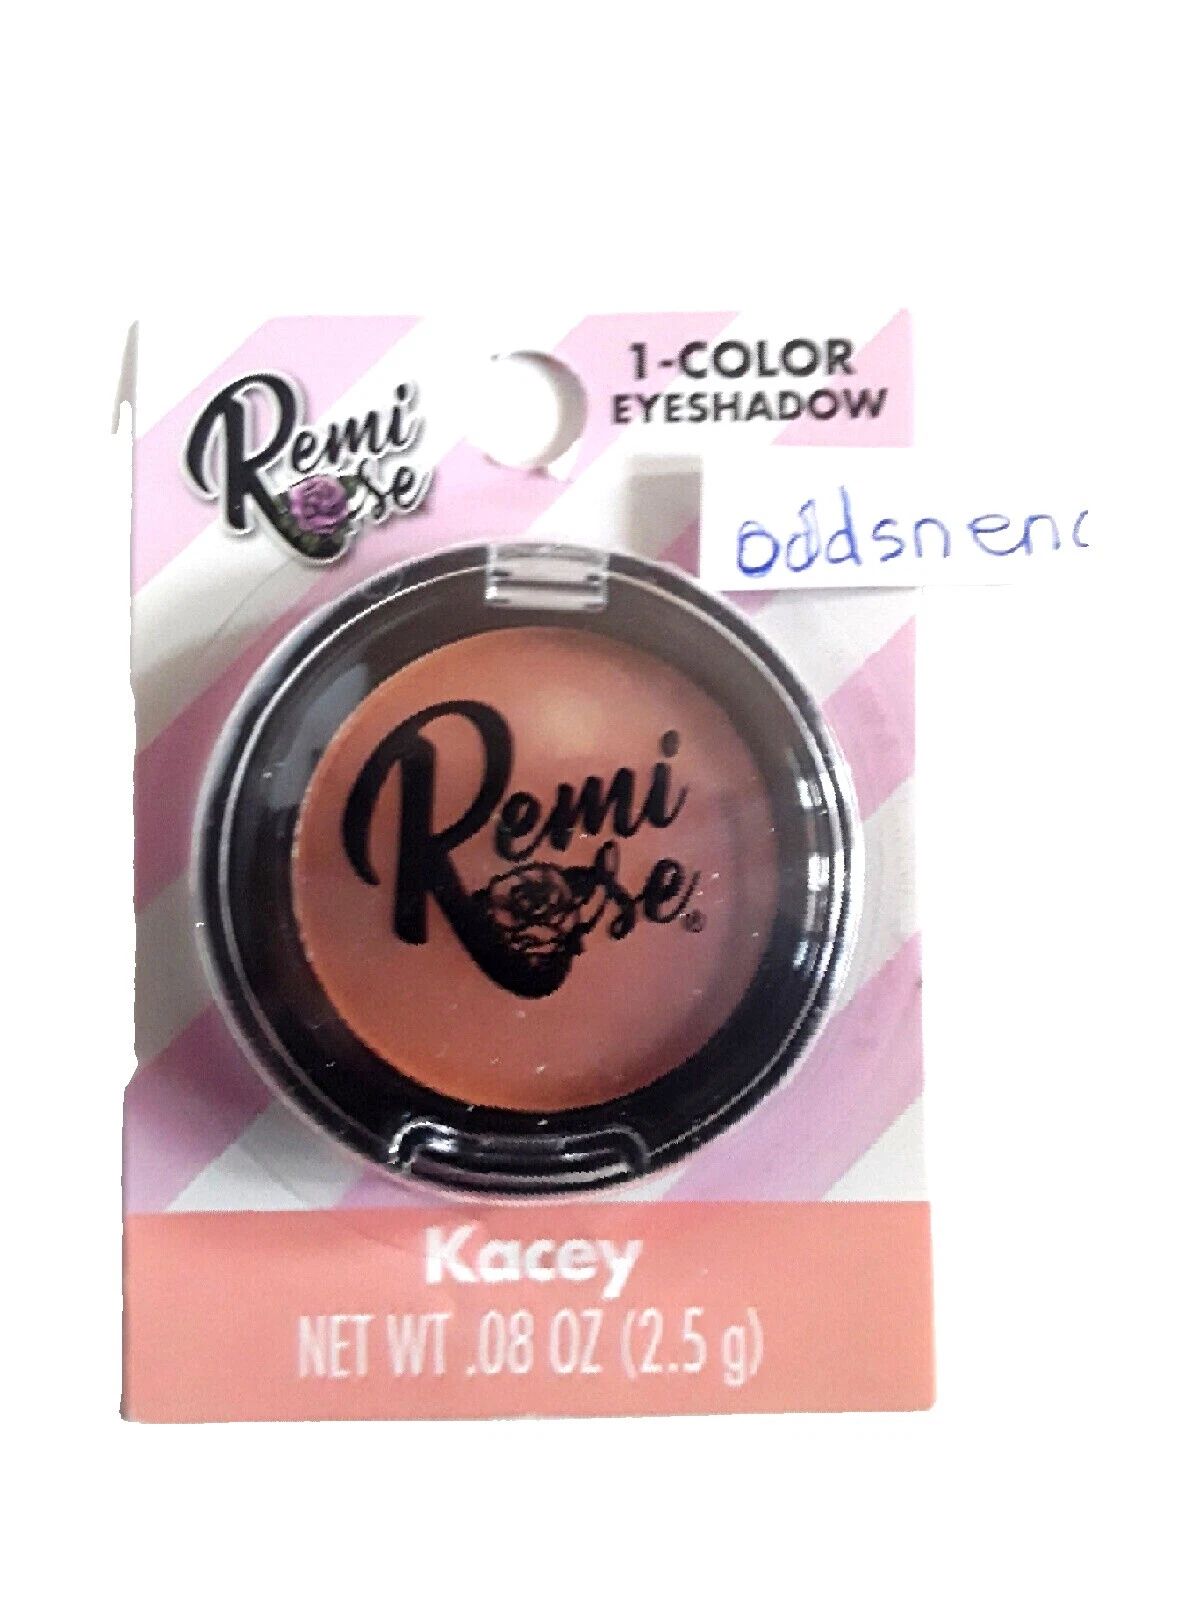 Remi
Rose
1-COLOR
EYESHADOW
oddsnenc
Remi
Rose®
Kacey
NET WT .08 OZ (2.5 g)